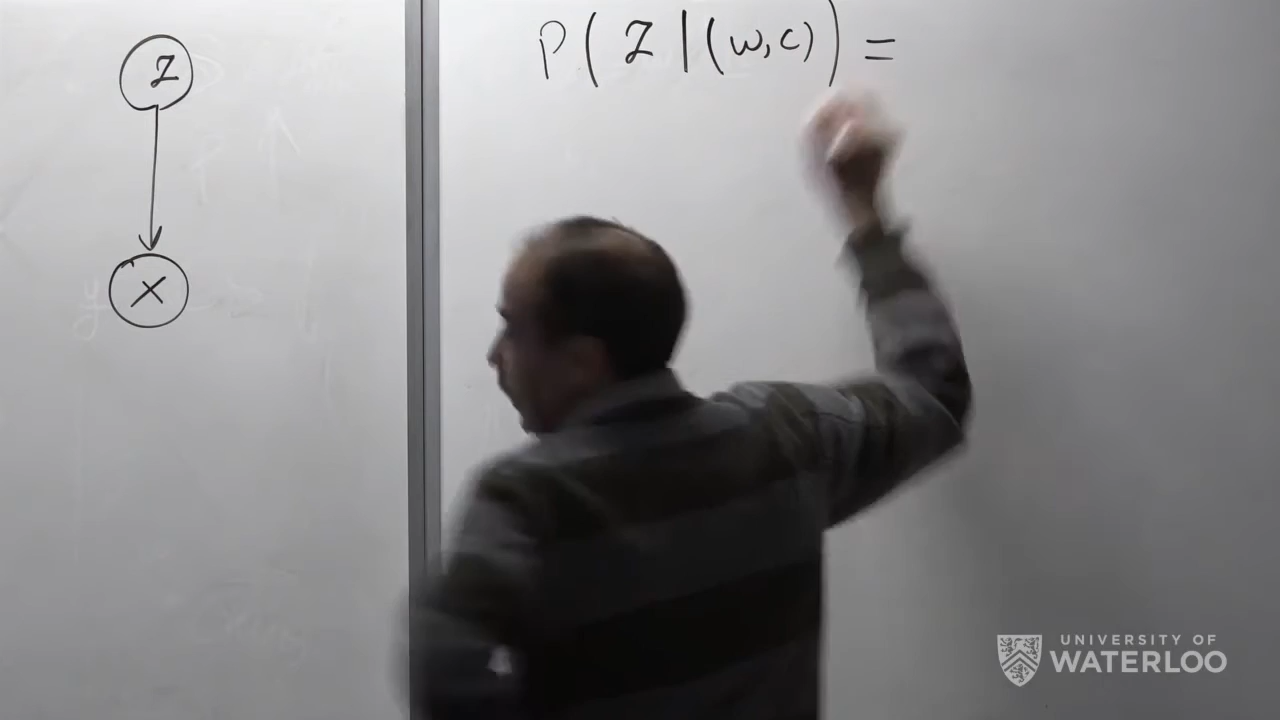 Z
X
P( Z | (w,c) ) =
UNIVERSITY OF
WATERLOO